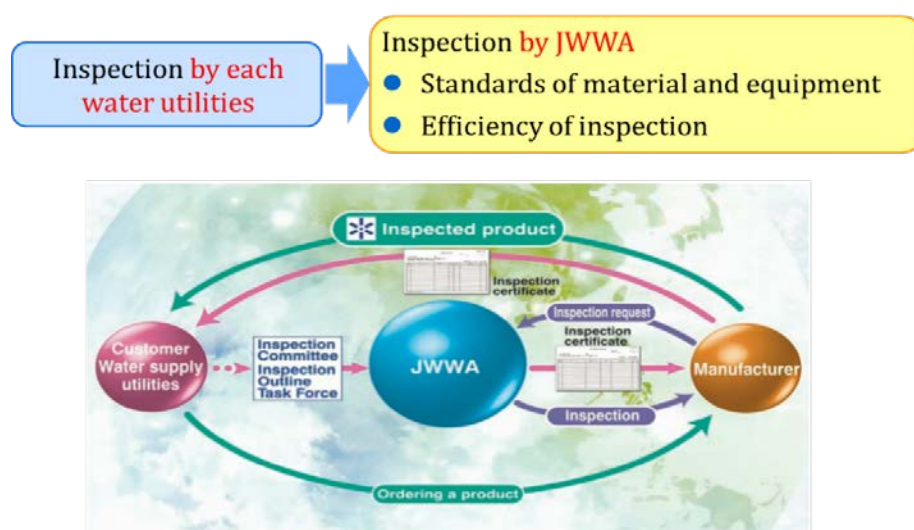 Inspection by each
water utilities
Inspection by JWWA
Standards of material and equipment
Efficiency of inspection
Inspected product
Inspection
certificate
Inspection request
Inspection
certificate
Customer
Water supply
utilities
Inspection
Committee
Inspection
Outline
Task Force
JWWA
Manufacturer
Inspection
Ordering a product